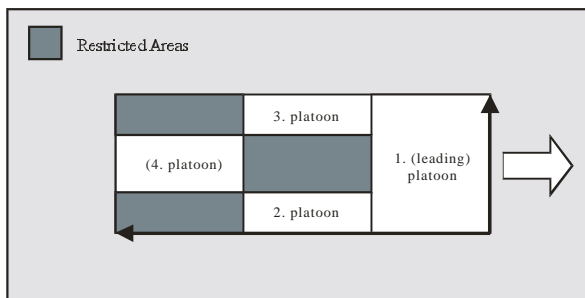 Restricted Areas
3. platoon
(4. platoon)
1. (leading)
platoon
2. platoon